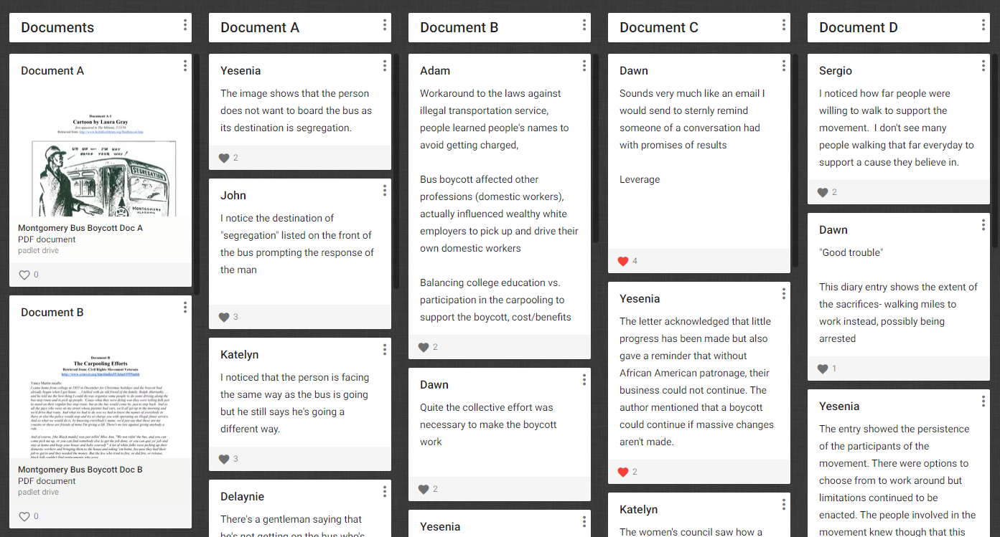 Documents
Document A
Document A-1
Cartoon by Laura Gray
first appeared in The Militant, 2/13/56
UH UH — I'M WAY
GOING YOUR WAY!
SEGREGATION
MONTGOMERY
ALABAMA
Montgomery Bus Boycott Doc A
PDF document
padlet drive
0
Document B
Document B
The Carpooling Efforts
Retrieved from: Civil Rights Movement Veterans
Montgomery Bus Boycott Doc B
PDF document
padlet drive
0
Document A
Yesenia
The image shows that the person
does not want to board the bus as
its destination is segregation.
2
John
I notice the destination of
"segregation" listed on the front of
the bus prompting the response of
the man
3
Katelyn
I noticed that the person is facing
the same way as the bus is going
but he still says he's going a
different way.
3
Delaynie
There's a gentleman saying that
he's not getting on the bus who's
Document B
Adam
Workaround to the laws against
illegal transportation service,
people learned people's names to
avoid getting charged,
Bus boycott affected other
professions (domestic workers),
actually influenced wealthy white
employers to pick up and drive their
own domestic workers
Balancing college education vs.
participation in the carpooling to
support the boycott, cost/benefits
2
Dawn
Quite the collective effort was
necessary to make the boycott
work
2
Yesenia
Document C
Dawn
Sounds very much like an email I
would send to sternly remind
someone of a conversation had
with promises of results
Leverage
4
Yesenia
The letter acknowledged that little
progress has been made but also
gave a reminder that without
African American patronage, their
business could not continue. The
author mentioned that a boycott
could continue if massive changes
aren't made.
2
Katelyn
The women's council saw how a
Document D
Sergio
I noticed how far people were
willing to walk to support the
movement.  I don't see many
people walking that far everyday to
support a cause they believe in.
2
Dawn
"Good trouble"
This diary entry shows the extent of
the sacrifices- walking miles to
work instead, possibly being
arrested
1
Yesenia
The entry showed the persistence
of the participants of the
movement. There were options to
choose from to work around but
limitations continued to be
enacted. The people involved in the
movement knew though that this